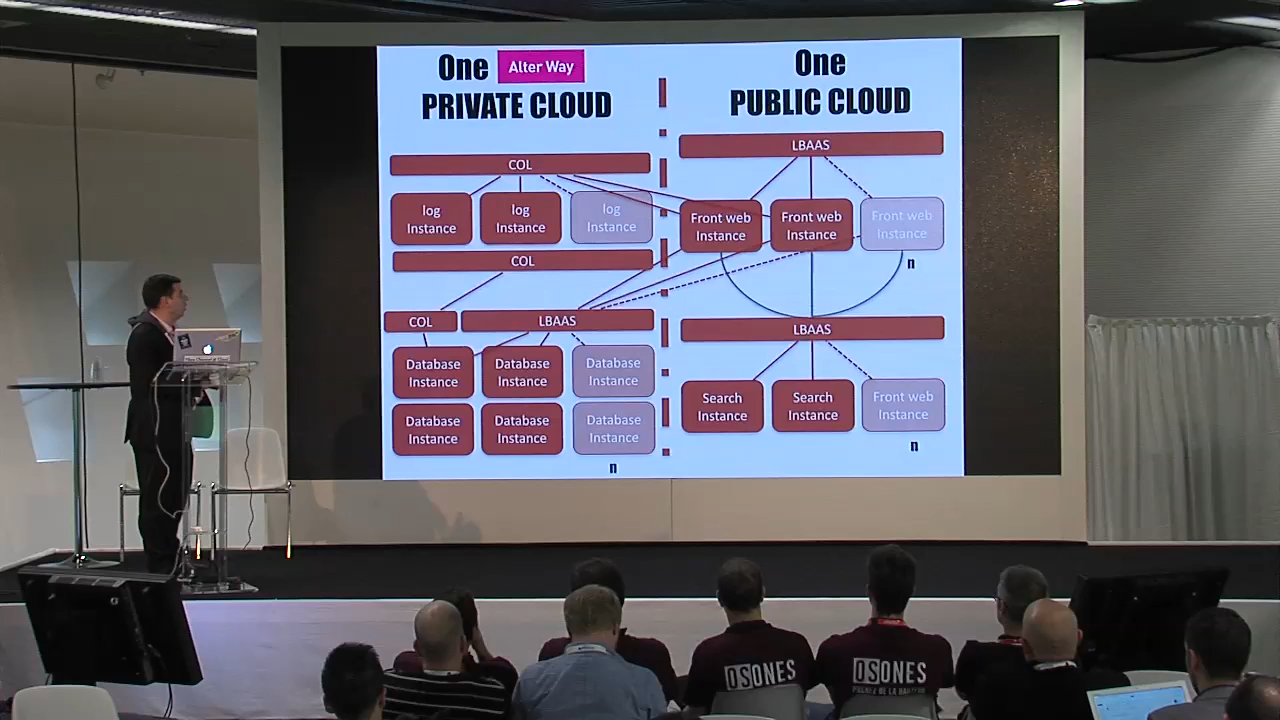 One Alter Way
PRIVATE CLOUD
One
PUBLIC CLOUD
COL
log
Instance
log
Instance
log
Instance
COL
COL
LBAAS
Database
Instance
Database
Instance
Database
Instance
Database
Instance
Database
Instance
Database
Instance
n
LBAAS
Front web
Instance
Front web
Instance
Front web
Instance
n
LBAAS
Search
Instance
Search
Instance
Front web
Instance
n
OSONES
OSONES